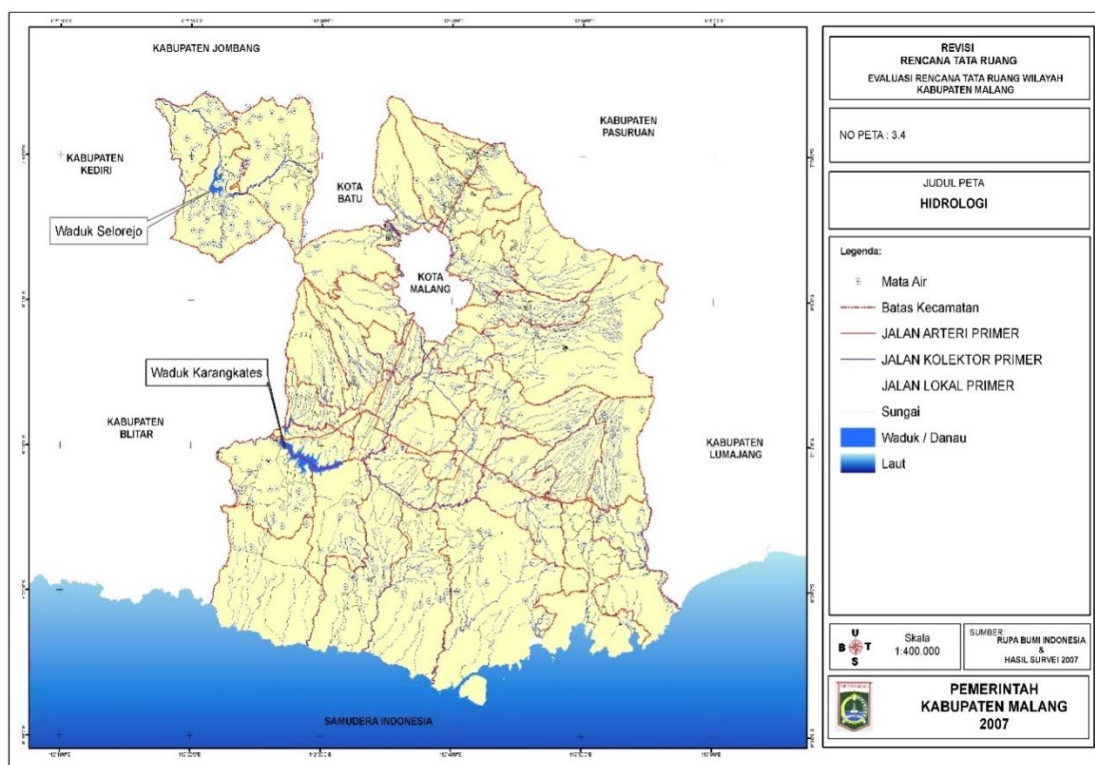 KABUPATEN JOMBANG
KABUPATEN
PASURUAN
KABUPATEN
KEDIRI
KOTA
BATU
Waduk Selorejo
KOTA
MALANG
Waduk Karangkates
KABUPATEN
BLITAR
KABUPATEN
LUMAJANG
SAMUDERA INDONESIA
REVISI
RENCANA TATA RUANG
EVALUASI RENCANA TATA RUANG WILAYAH
KABUPATEN MALANG
NO PETA : 3.4
JUDUL PETA
HIDROLOGI
Legenda:
Mata Air
Batas Kecamatan
JALAN ARTERI PRIMER
JALAN KOLEKTOR PRIMER
JALAN LOKAL PRIMER
Sungai
Waduk / Danau
Laut
U
B T
S
Skala
1:400.000
SUMBER:
RUPA BUMI INDONESIA
&
HASIL SURVEI 2007
PEMERINTAH
KABUPATEN MALANG
2007